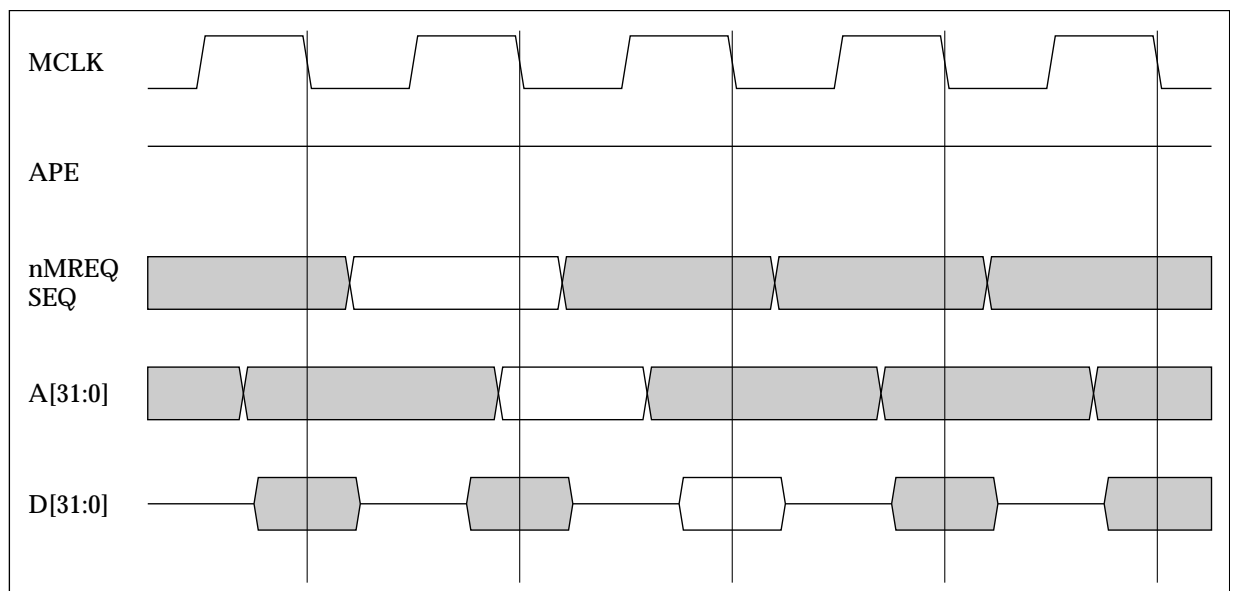 MCLK
APE
nMREQ
SEQ
A[31:0]
D[31:0]